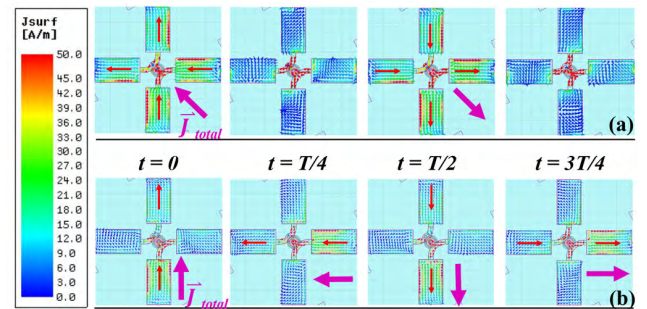 Jsurf
[A/m]
50.0
45.0
42.0
39.0
36.0
33.0
30.0
27.0
24.0
21.0
18.0
15.0
12.0
9.0
6.0
3.0
0.0
J total
(a)
t = 0
t = T/4
t = T/2
t = 3T/4
J total
(b)